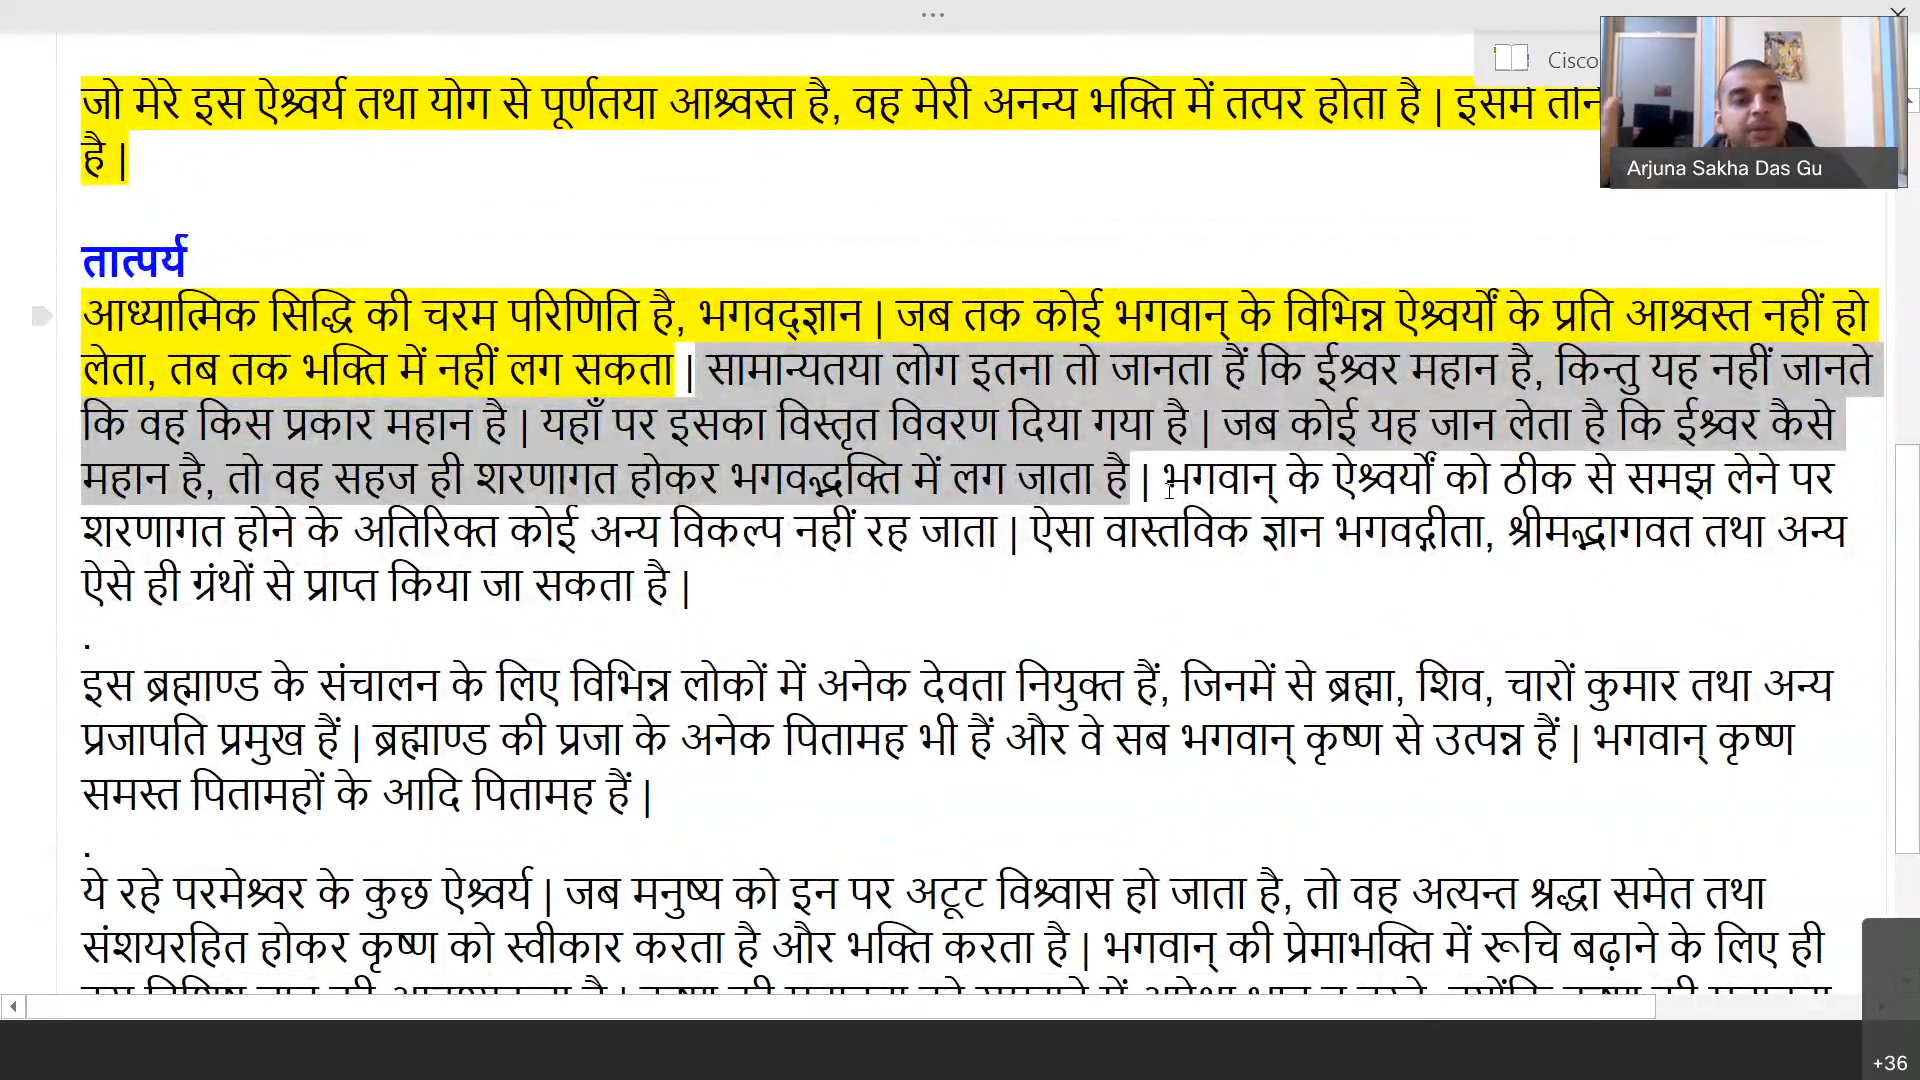 Cisco
जो मेरे इस ऐश्र्वर्य तथा योग से पूर्णतया आश्र्वस्त है, वह मेरी अनन्य भक्ति में तत्पर होता है | इसमें
है |
Arjuna Sakha Das Gu
तात्पर्य
आध्यात्मिक सिद्धि की चरम परिणिति है, भगवद्ज्ञान | जब तक कोई भगवान् के विभिन्न ऐश्र्वर्यों के प्रति आश्र्वस्त नहीं हो
लेता, तब तक भक्ति में नहीं लग सकता | सामान्यतया लोग इतना तो जानता हैं कि ईश्र्वर महान है, किन्तु यह नहीं जानते
कि वह किस प्रकार महान है | यहाँ पर इसका विस्तृत विवरण दिया गया है | जब कोई यह जान लेता है कि ईश्र्वर कैसे
महान है, तो वह सहज ही शरणागत होकर भगवद्भक्ति में लग जाता है | भगवान् के ऐश्र्वर्यों को ठीक से समझ लेने पर
शरणागत होने के अतिरिक्त कोई अन्य विकल्प नहीं रह जाता | ऐसा वास्तविक ज्ञान भगवद्गीता, श्रीमद्भागवत तथा अन्य
ऐसे ही ग्रंथों से प्राप्त किया जा सकता है |
.
इस ब्रह्माण्ड के संचालन के लिए विभिन्न लोकों में अनेक देवता नियुक्त हैं, जिनमें से ब्रह्मा, शिव, चारों कुमार तथा अन्य
प्रजापति प्रमुख हैं | ब्रह्माण्ड की प्रजा के अनेक पितामह भी हैं और वे सब भगवान् कृष्ण से उत्पन्न हैं | भगवान् कृष्ण
समस्त पितामहों के आदि पितामह हैं |
.
ये रहे परमेश्र्वर के कुछ ऐश्र्वर्य | जब मनुष्य को इन पर अटूट विश्र्वास हो जाता है, तो वह अत्यन्त श्रद्धा समेत तथा
संशयरहित होकर कृष्ण को स्वीकार करता है और भक्ति करता है | भगवान् की प्रेमाभक्ति में रूचि बढ़ाने के लिए ही
+36